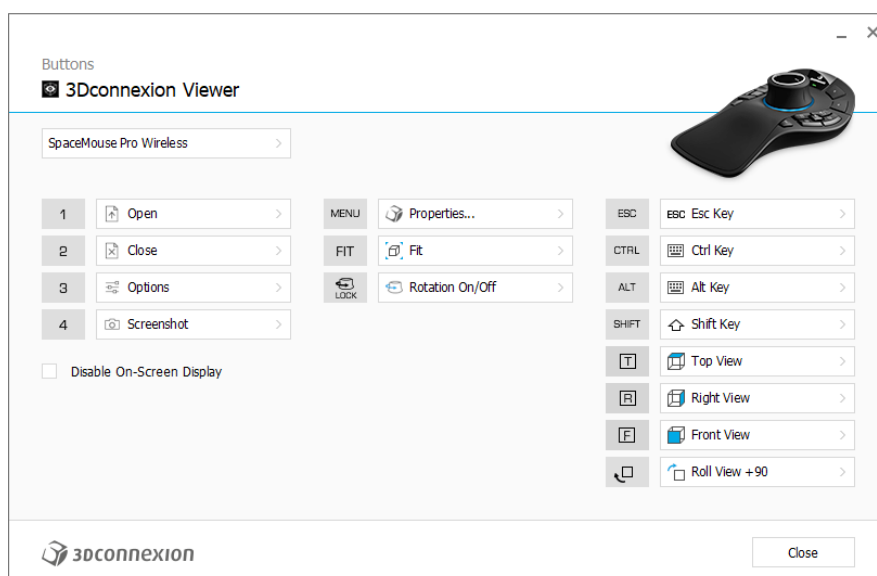 Buttons
3Dconnexion Viewer
SpaceMouse Pro Wireless
1 Open
2 Close
3 Options
4 Screenshot
Disable On-Screen Display
MENU Properties...
FIT Fit
LOCK Rotation On/Off
ESC ESC Esc Key
CTRL Ctrl Key
ALT Alt Key
SHIFT Shift Key
T Top View
R Right View
F Front View
Roll View +90
3DCONNEXION
Close